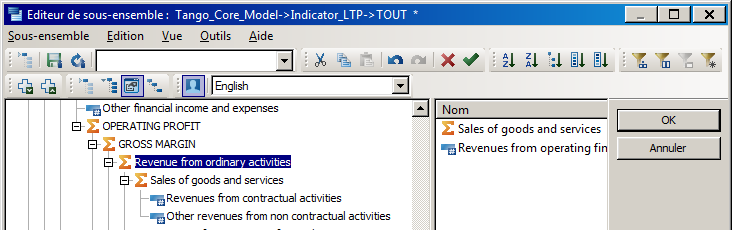 Editeur de sous-ensemble : Tango_Core_Model->Indicator_LTP->TOUT *
Sous-ensemble Edition Vue Outils Aide
English
Other financial income and expenses
OPERATING PROFIT
GROSS MARGIN
Revenue from ordinary activities
Sales of goods and services
Revenues from contractual activities
Other revenues from non contractual activities
Nom
Sales of goods and services
Revenues from operating fin
OK
Annuler